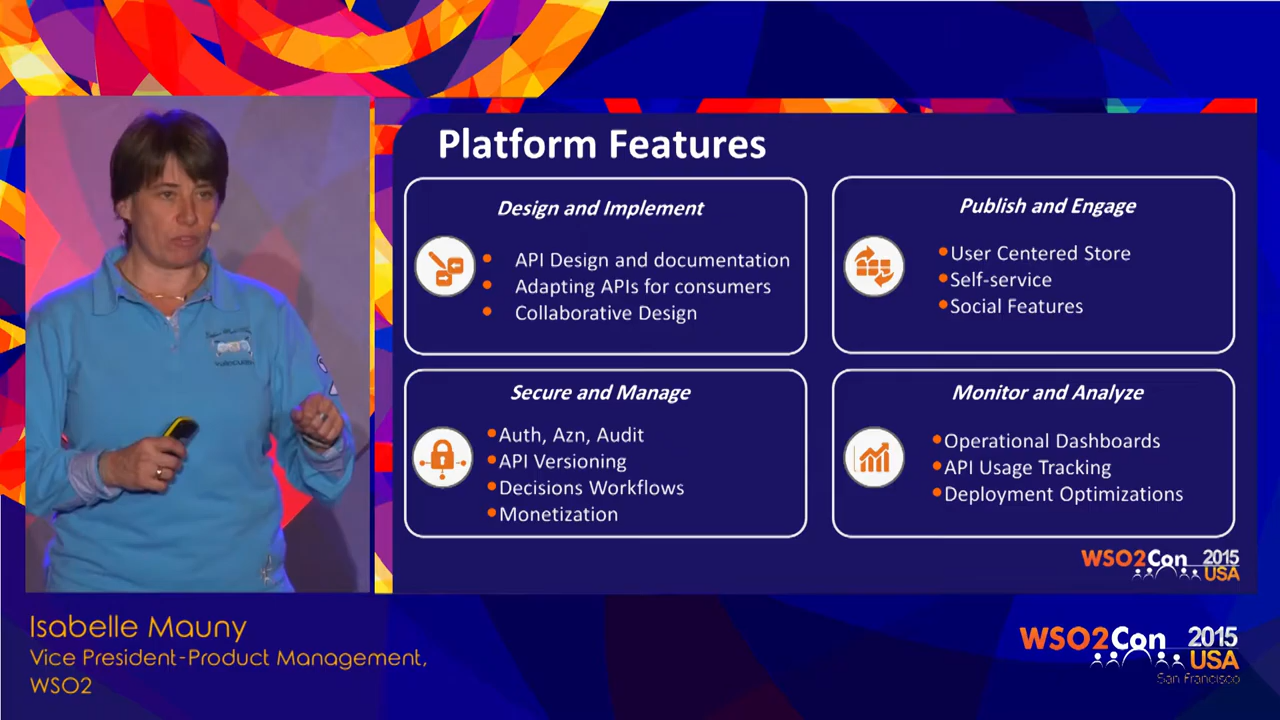 Platform Features
Design and Implement
API Design and documentation
Adapting APIs for consumers
Collaborative Design
Publish and Engage
User Centered Store
Self-service
Social Features
Secure and Manage
Auth, Azn, Audit
API Versioning
Decisions Workflows
Monetization
Monitor and Analyze
Operational Dashboards
API Usage Tracking
Deployment Optimizations
WSO2Con 2015
USA
Isabelle Mauny
Vice President-Product Management,
WSO2
WSO2Con 2015
USA
San Francisco